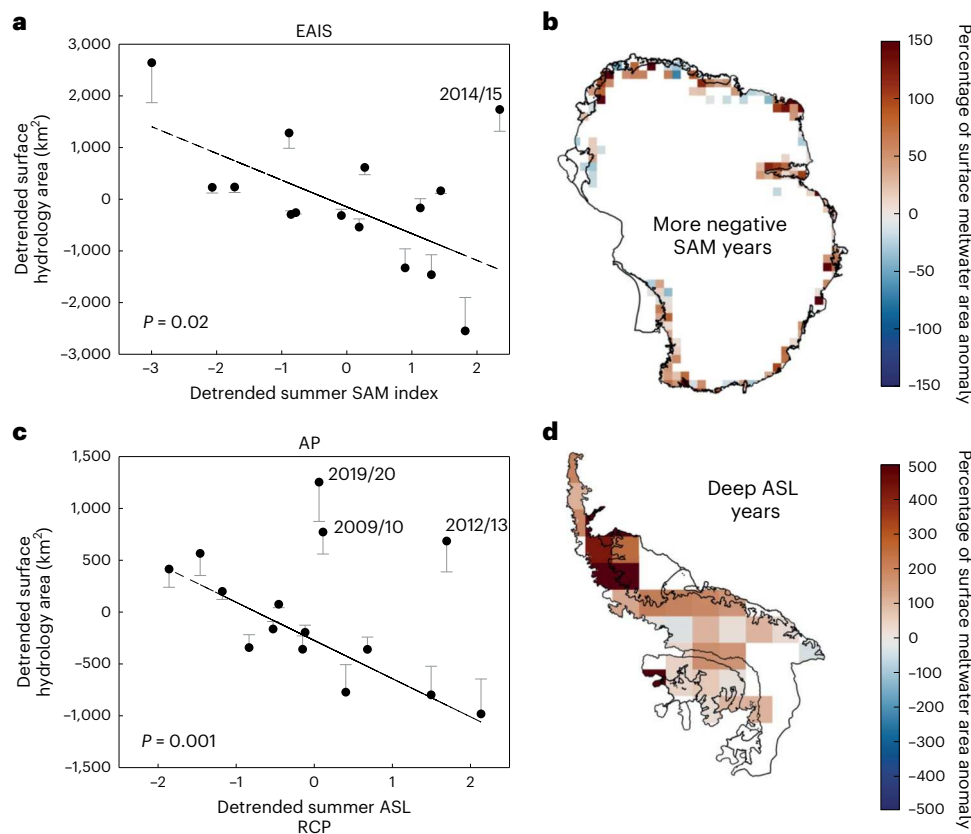 a
EAIS
3,000
2,000
1,000
0
–1,000
–2,000
–3,000
Detrended surface
hydrology area (km²)
2014/15
P = 0.02
–3
–2
–1
0
1
2
Detrended summer SAM index
b
More negative
SAM years
150
100
50
0
–50
–100
–150
Percentage of surface meltwater area anomaly
c
AP
1,500
1,000
500
0
–500
–1,000
–1,500
Detrended surface
hydrology area (km²)
2019/20
2009/10
2012/13
P = 0.001
–2
–1
0
1
2
Detrended summer ASL
RCP
d
Deep ASL
years
500
400
300
200
100
0
–100
–200
–300
–400
–500
Percentage of surface meltwater area anomaly